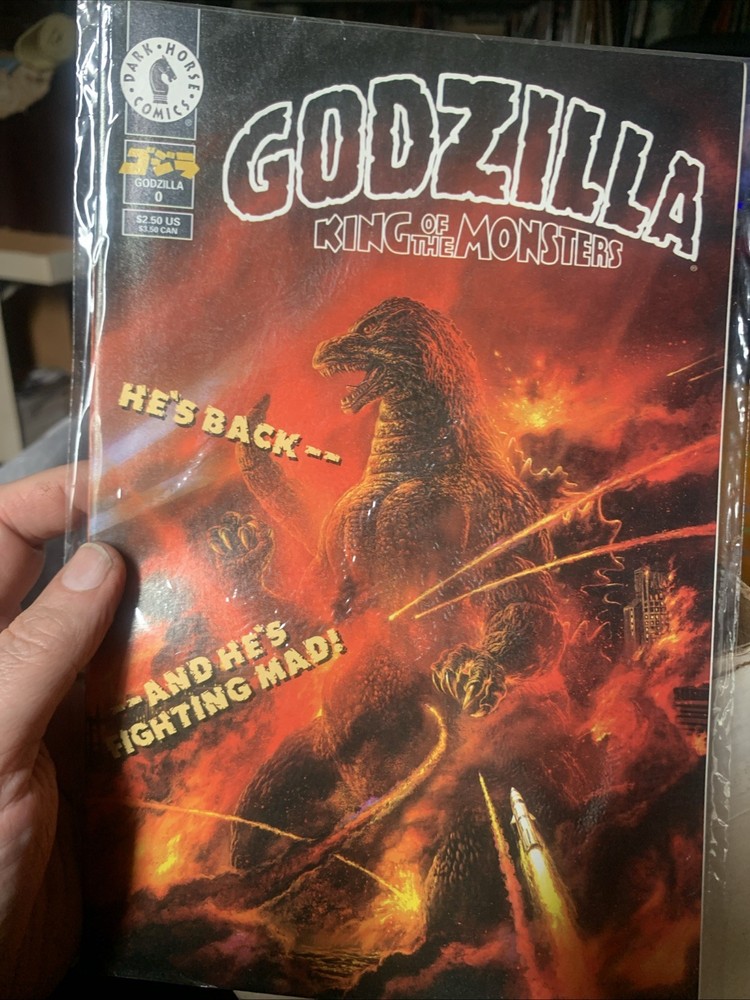 DARK • HORSE
COMICS
ゴジラ
GODZILLA
0
$2.50 US
$3.50 CAN
GODZILLA
KING OF THE MONSTERS
®
HE'S BACK--
--AND HE'S
FIGHTING MAD!